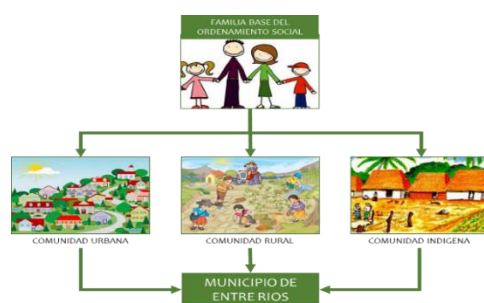 FAMILIA BASE DEL
ORDENAMIENTO SOCIAL
COMUNIDAD URBANA
COMUNIDAD RURAL
COMUNIDAD INDIGENA
MUNICIPIO DE
ENTRE RIOS